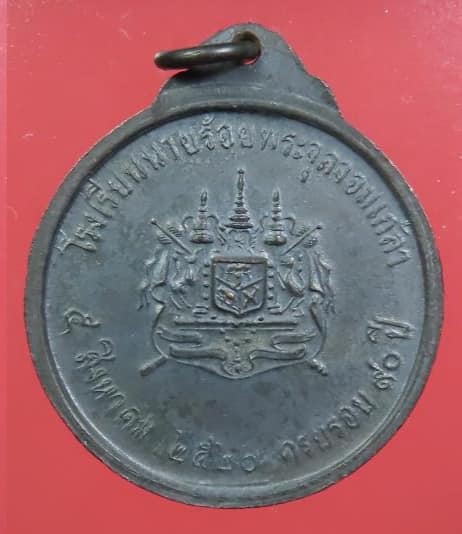 โรงเรียนนายร้อยพระจุลจอมเกล้า
๕ สิงหาคม ๒๕๒๐ ครบรอบ ๙๐ ปี